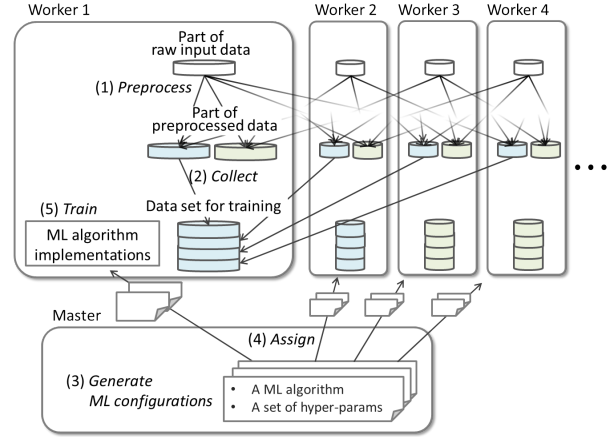 Worker 1
Worker 2
Worker 3
Worker 4
Part of
raw input data
(1) Preprocess
Part of
preprocessed data
(2) Collect
Data set for training
(5) Train
ML algorithm
implementations
Master
(4) Assign
(3) Generate
ML configurations
• A ML algorithm
• A set of hyper-params